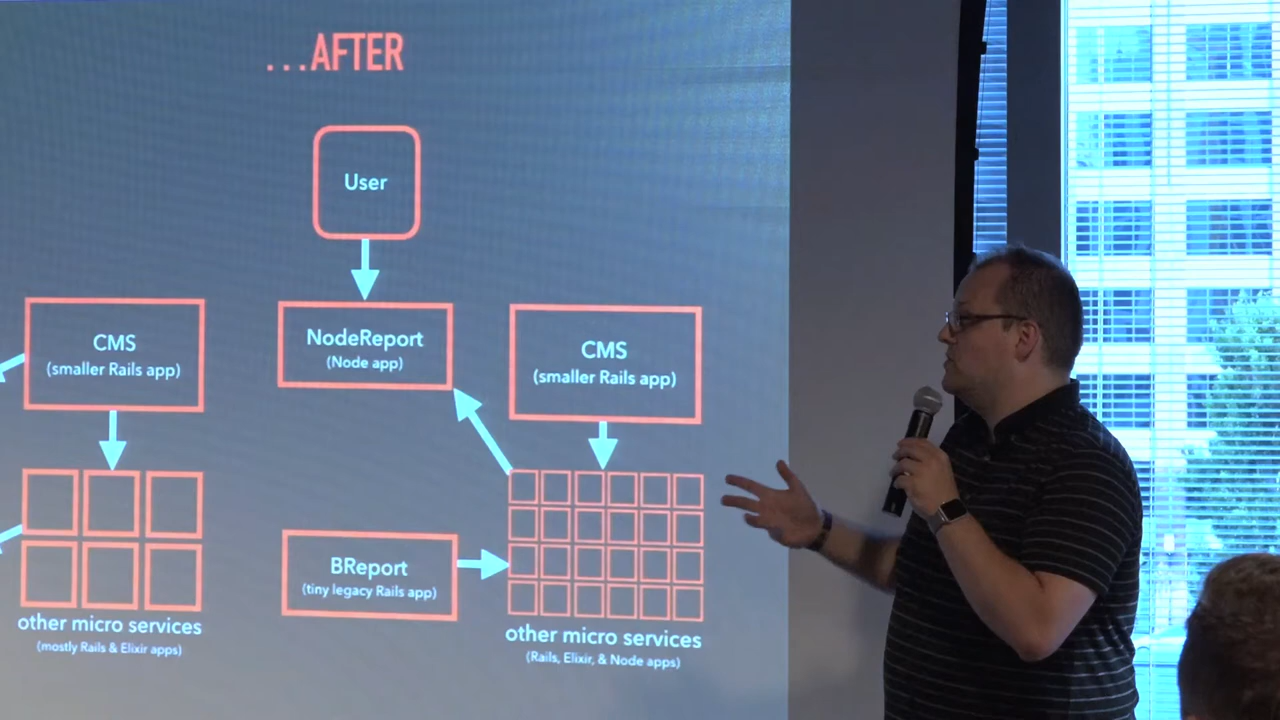 ...AFTER
User
CMS
(smaller Rails app)
NodeReport
(Node app)
CMS
(smaller Rails app)
BReport
(tiny legacy Rails app)
other micro services
(mostly Rails & Elixir apps)
other micro services
(Rails, Elixir, & Node apps)